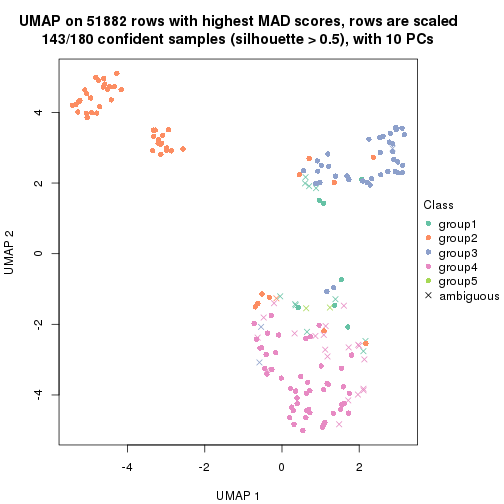 UMAP on 51882 rows with highest MAD scores, rows are scaled
143/180 confident samples (silhouette > 0.5), with 10 PCs
4
2
0
-2
-4
UMAP 2
-4
-2
0
2
UMAP 1
Class
group1
group2
group3
group4
group5
ambiguous